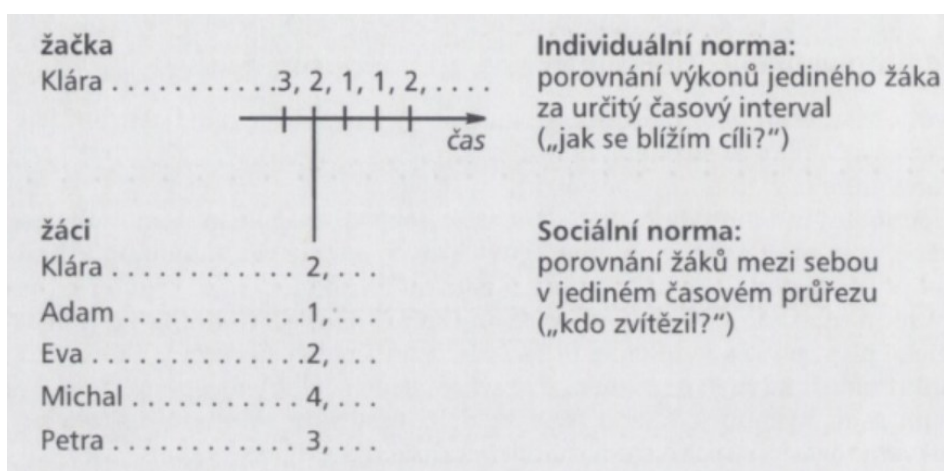 žačka
Klára . . . . . . . . . . . .3, 2, 1, 1, 2, . . . .
čas
Individuální norma:
porovnání výkonů jediného žáka
za určitý časový interval
(„jak se blížím cíli?“)
žáci
Klára . . . . . . . . . . . . . . 2, . . .
Adam . . . . . . . . . . . . . 1, . . .
Eva . . . . . . . . . . . . . . . 2, . . .
Michal . . . . . . . . . . . . 4, . . .
Petra . . . . . . . . . . . . . . 3, . . .
Sociální norma:
porovnání žáků mezi sebou
v jediném časovém průřezu
(„kdo zvítězil?“)